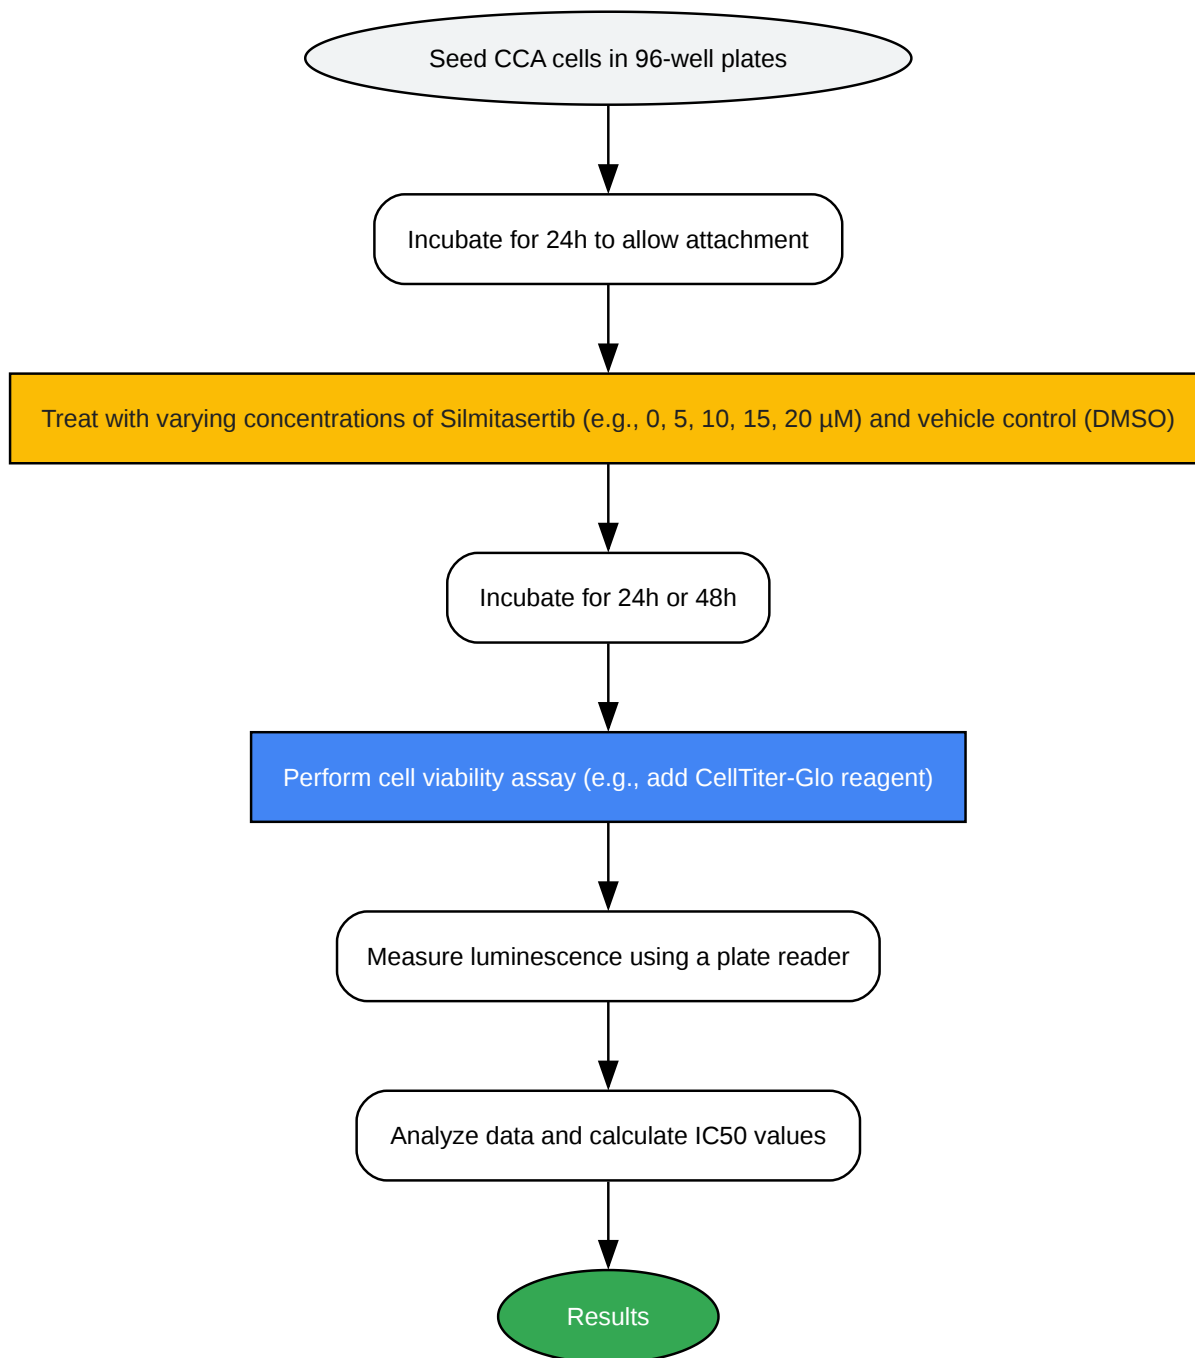 Seed CCA cells in 96-well plates
Incubate for 24h to allow attachment
Treat with varying concentrations of Silmitasertib (e.g., 0, 5, 10, 15, 20 µM) and vehicle control (DMSO)
Incubate for 24h or 48h
Perform cell viability assay (e.g., add CellTiter-Glo reagent)
Measure luminescence using a plate reader
Analyze data and calculate IC50 values
Results